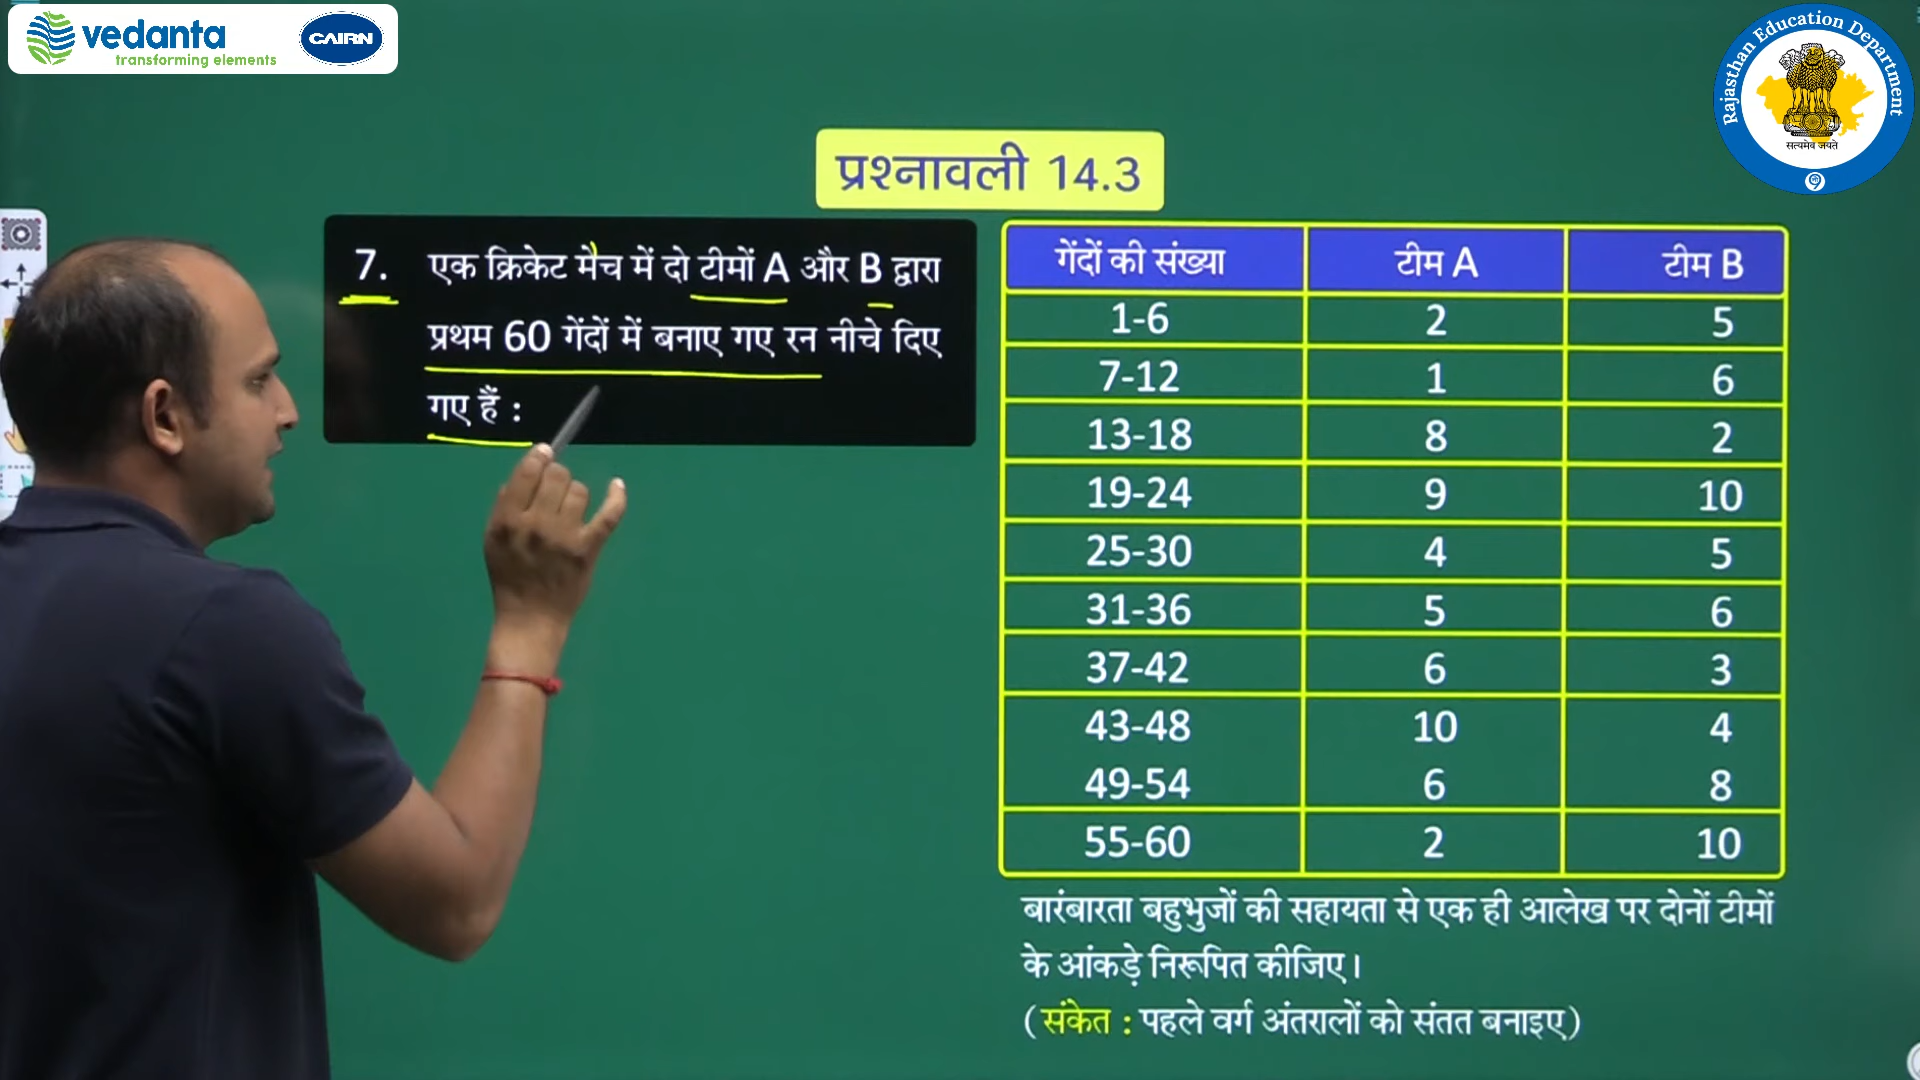 vedanta
transforming elements
CAIRN
Rajasthan Education Department
सत्यमेव जयते
प्रश्नावली 14.3
7. एक क्रिकेट मैच में दो टीमों A और B द्वारा
प्रथम 60 गेंदों में बनाए गए रन नीचे दिए
गए हैं :
गेंदों की संख्या टीम A टीम B
1-6 2 5
7-12 1 6
13-18 8 2
19-24 9 10
25-30 4 5
31-36 5 6
37-42 6 3
43-48 10 4
49-54 6 8
55-60 2 10
बारंबारता बहुभुजों की सहायता से एक ही आलेख पर दोनों टीमों
के आंकड़े निरूपित कीजिए।
(संकेत : पहले वर्ग अंतरालों को संतत बनाइए)